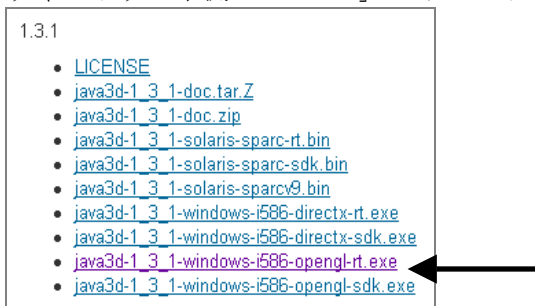 1.3.1
LICENSE
java3d-1_3_1-doc.tar.Z
java3d-1_3_1-doc.zip
java3d-1_3_1-solaris-sparc-rt.bin
java3d-1_3_1-solaris-sparc-sdk.bin
java3d-1_3_1-solaris-sparcv9.bin
java3d-1_3_1-windows-i586-directx-rt.exe
java3d-1_3_1-windows-i586-directx-sdk.exe
java3d-1_3_1-windows-i586-opengl-rt.exe
java3d-1_3_1-windows-i586-opengl-sdk.exe